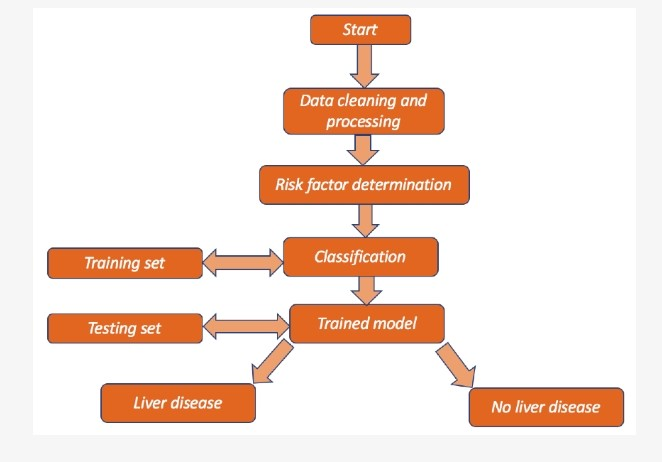 Start
Data cleaning and
processing
Risk factor determination
Training set
Classification
Testing set
Trained model
Liver disease
No liver disease